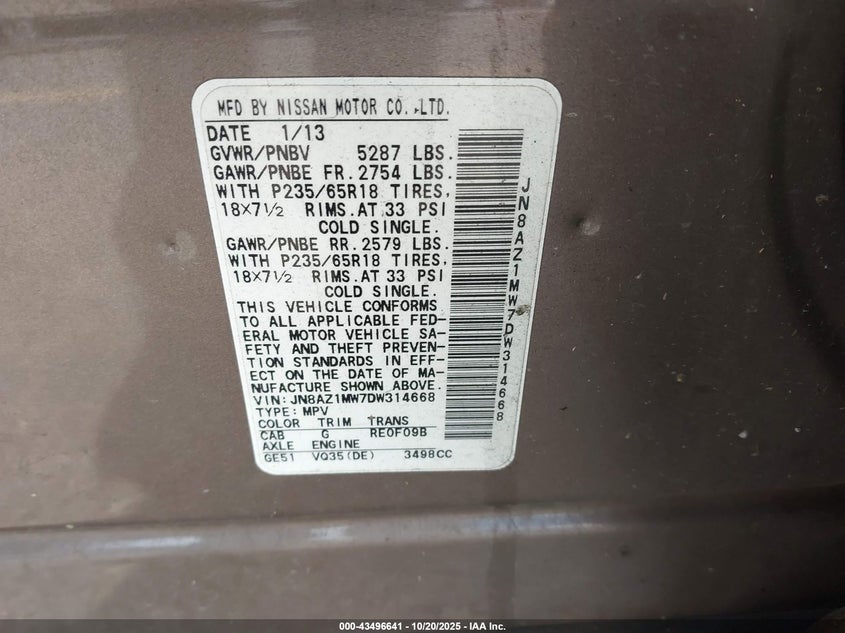 MFD BY NISSAN MOTOR CO.,LTD.
DATE 1/13
GVWR/PNBV 5287 LBS.
GAWR/PNBE FR. 2754 LBS.
WITH P235/65R18 TIRES,
18×7½ RIMS.AT 33 PSI
COLD SINGLE.
GAWR/PNBE RR. 2579 LBS.
WITH P235/65R18 TIRES,
18×7½ RIMS.AT 33 PSI
COLD SINGLE.
THIS VEHICLE CONFORMS
TO ALL APPLICABLE FED-
ERAL MOTOR VEHICLE SA-
FETY AND THEFT PREVEN-
TION STANDARDS IN EFF-
ECT ON THE DATE OF MA-
NUFACTURE SHOWN ABOVE.
VIN: JN8AZ1MW7DW314668
TYPE: MPV
COLOR TRIM TRANS
CAB G RE0F09B
AXLE ENGINE
GE51 VQ35(DE) 3498CC
JN8AZ1MW7DW314668
000-43496641 - 10/20/2025 - IAA Inc.